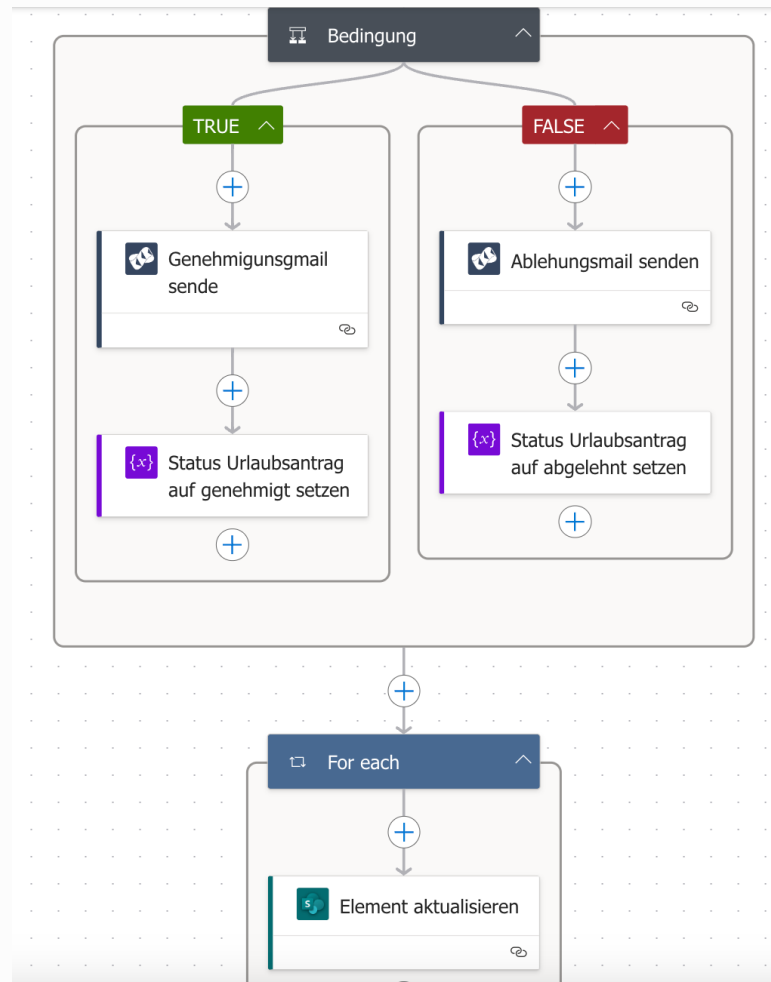 Bedingung
TRUE
FALSE
Genehmigunsgmail
sende
Ablehungsmail senden
{x}
Status Urlaubsantrag
auf genehmigt setzen
{x}
Status Urlaubsantrag
auf abgelehnt setzen
For each
S
Element aktualisieren